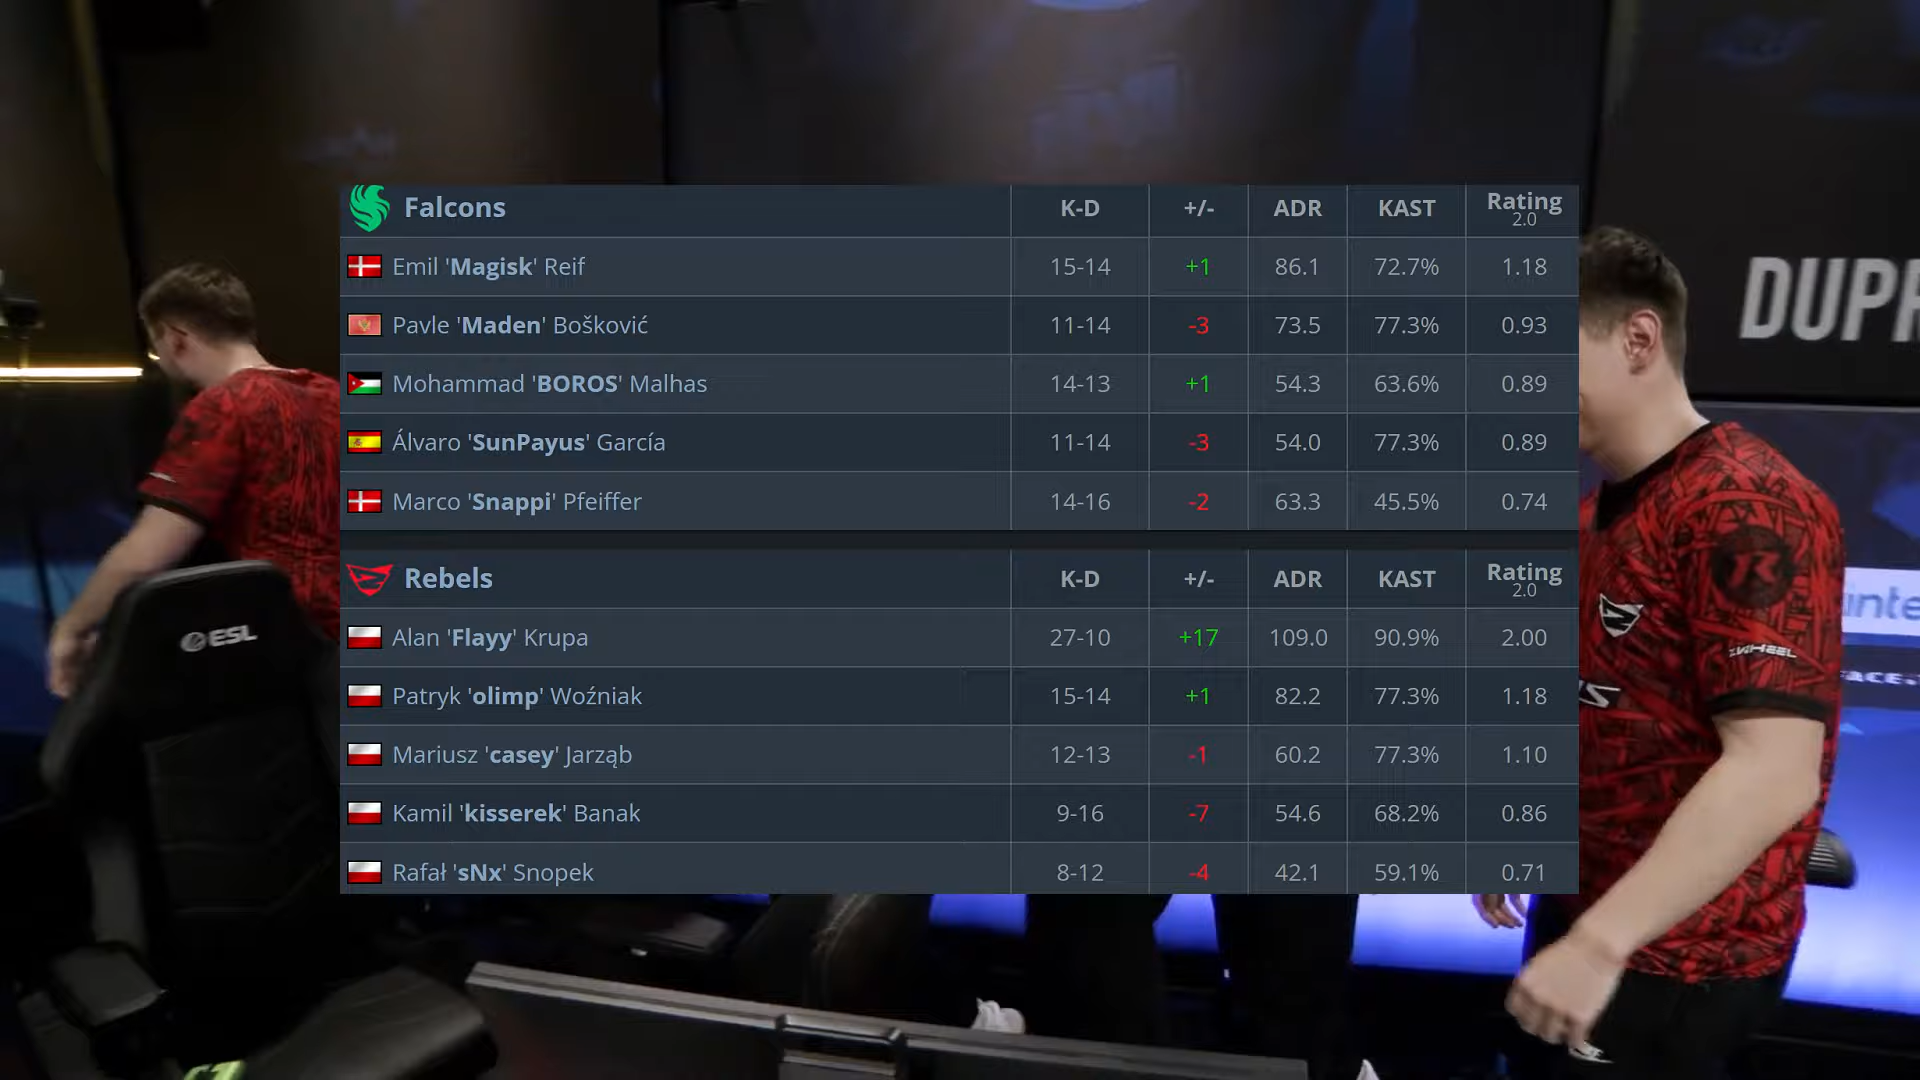 Falcons K-D +/- ADR KAST Rating 2.0
Emil 'Magisk' Reif 15-14 +1 86.1 72.7% 1.18
Pavle 'Maden' Bošković 11-14 -3 73.5 77.3% 0.93
Mohammad 'BOROS' Malhas 14-13 +1 54.3 63.6% 0.89
Álvaro 'SunPayus' García 11-14 -3 54.0 77.3% 0.89
Marco 'Snappi' Pfeiffer 14-16 -2 63.3 45.5% 0.74
Rebels K-D +/- ADR KAST Rating 2.0
Alan 'Flayy' Krupa 27-10 +17 109.0 90.9% 2.00
Patryk 'olimp' Woźniak 15-14 +1 82.2 77.3% 1.18
Mariusz 'casey' Jarząb 12-13 -1 60.2 77.3% 1.10
Kamil 'kisserek' Banak 9-16 -7 54.6 68.2% 0.86
Rafał 'sNx' Snopek 8-12 -4 42.1 59.1% 0.71
DUPR
ESL
inte